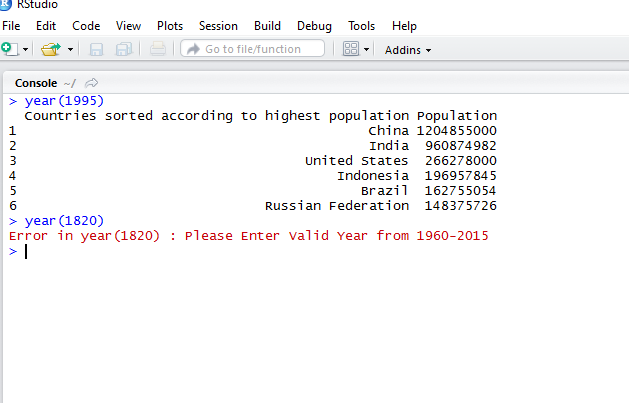 RStudio
File Edit View Plots Session Build Debug Tools Help
Go to file/function Addins
Console ~/
> year(1995)
Countries sorted according to highest population Population
1 China 1204855000
2 India 960874982
3 United States 266278000
4 Indonesia 196957845
5 Brazil 162755054
6 Russian Federation 148375726
> year(1820)
Error in year(1820) : Please Enter Valid Year from 1960-2015
>